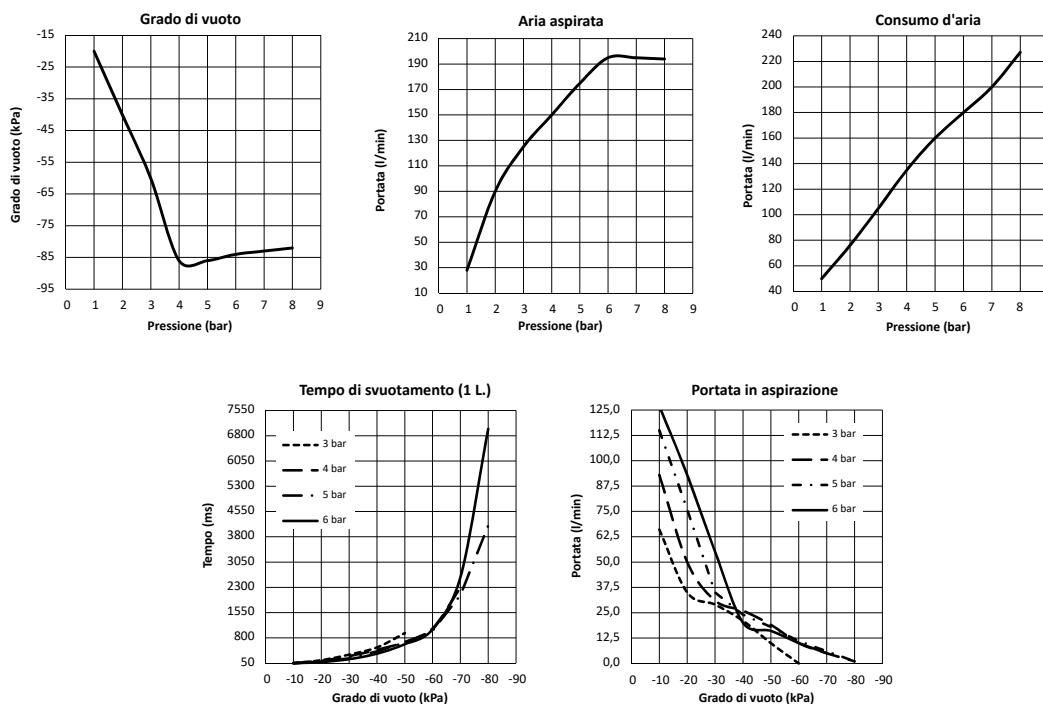 Grado di vuoto
-15
-25
-35
-45
-55
-65
-75
-85
-95
Grado di vuoto (kPa)
0 1 2 3 4 5 6 7 8 9
Pressione (bar)
Aria aspirata
210
190
170
150
130
110
90
70
50
30
10
Portata (l/min)
0 1 2 3 4 5 6 7 8 9
Pressione (bar)
Consumo d'aria
240
220
200
180
160
140
120
100
80
60
40
Portata (l/min)
0 1 2 3 4 5 6 7 8
Pressione (bar)
Tempo di svuotamento (1 L.)
7550
6800
6050
5300
4550
3800
3050
2300
1550
800
50
Tempo (ms)
3 bar
4 bar
5 bar
6 bar
0 -10 -20 -30 -40 -50 -60 -70 -80 -90
Grado di vuoto (kPa)
Portata in aspirazione
125,0
112,5
100,0
87,5
75,0
62,5
50,0
37,5
25,0
12,5
0,0
Portata (l/min)
3 bar
4 bar
5 bar
6 bar
0 -10 -20 -30 -40 -50 -60 -70 -80 -90
Grado di vuoto (kPa)